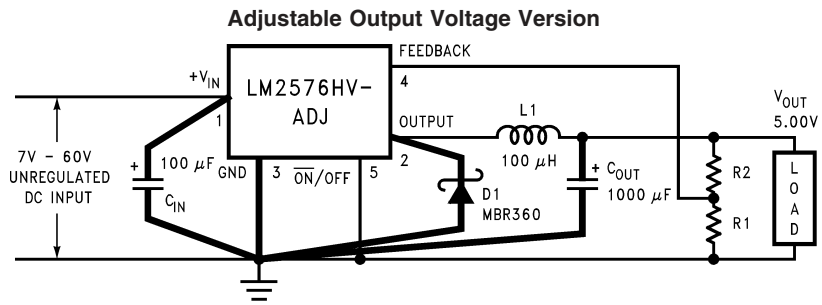 Adjustable Output Voltage Version
FEEDBACK
+VIN
LM2576HV-
ADJ
4
1
OUTPUT
2
L1
100 μH
VOUT
5.00V
7V - 60V
UNREGULATED
DC INPUT
+
100 μF
CIN
GND
3
ON/OFF
5
D1
MBR360
+
COUT
1000 μF
R2
R1
LOAD